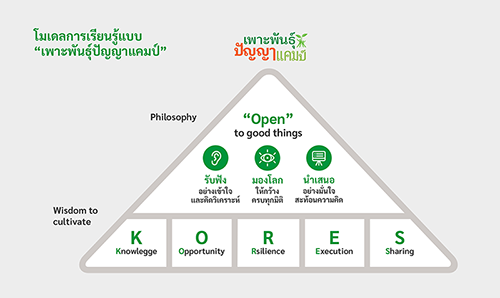 โมเดลการเรียนรู้แบบ
“เพาะพันธุ์ปัญญาแคมป์”
เพาะพันธุ์
ปัญญาแคมป์
Philosophy
“Open”
to good things
รับฟัง
อย่างเข้าใจ
และคิดวิเคราะห์
มองโลก
ให้กว้าง
ครบทุกมิติ
นำเสนอ
อย่างมั่นใจ
สะท้อนความคิด
Wisdom to
cultivate
K
Knowlegge
O
Opportunity
R
Rsilience
E
Execution
S
Sharing